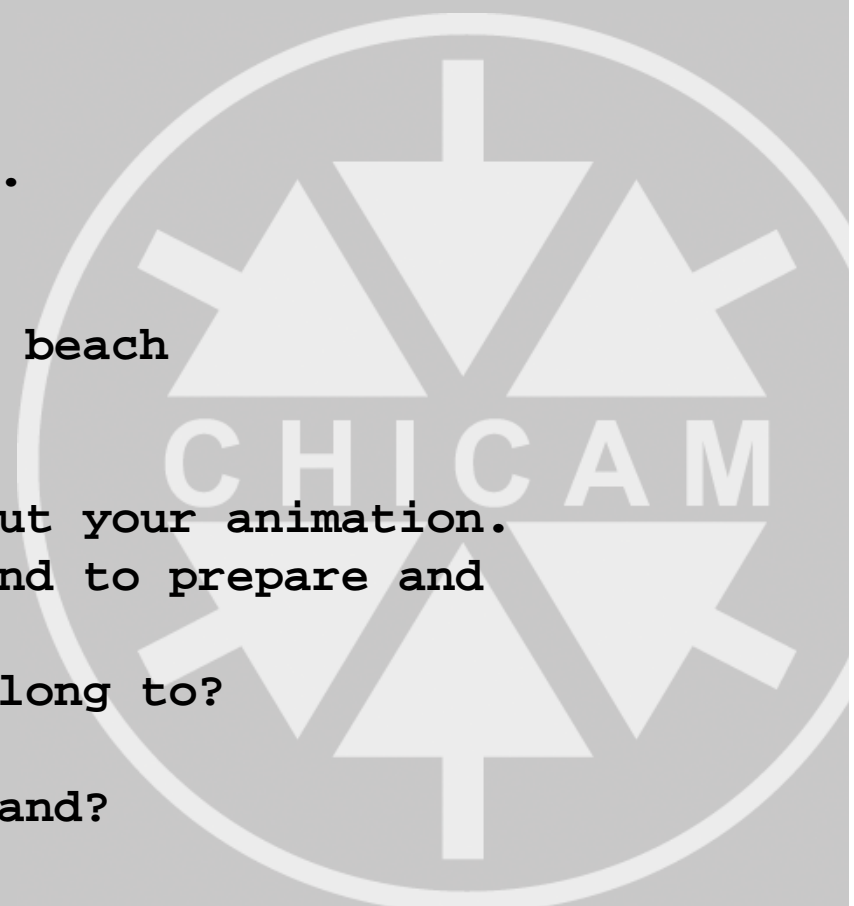 .
beach
CHICAM
ut your animation.
nd to prepare and
long to?
and?